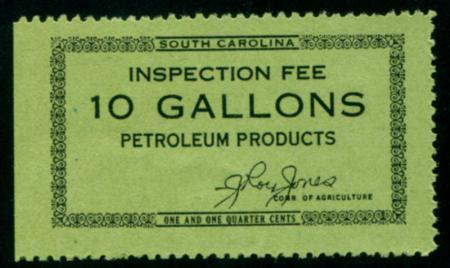 SOUTH CAROLINA
INSPECTION FEE
10 GALLONS
PETROLEUM PRODUCTS
J Roy Jones
COMR. OF AGRICULTURE
ONE AND ONE QUARTER CENTS